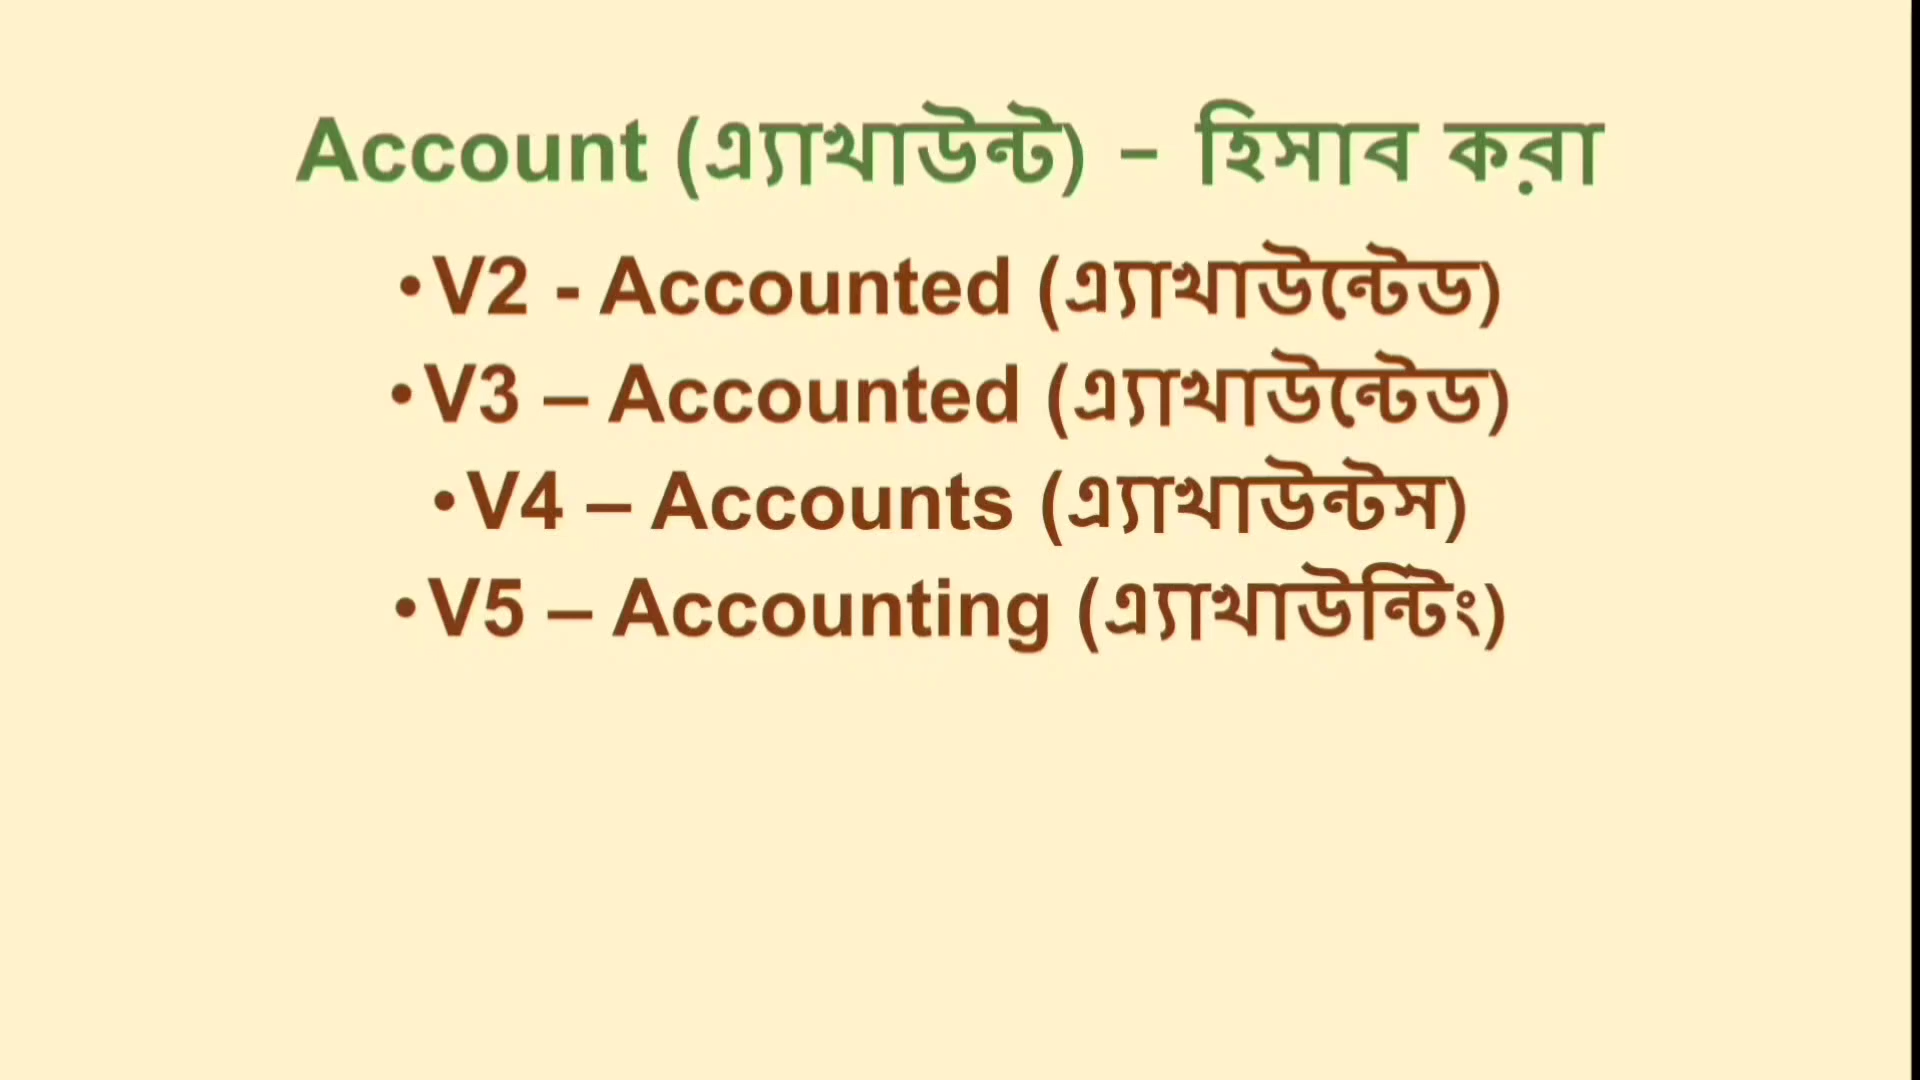 Account (এ্যাখাউন্ট) – হিসাব করা
•V2 - Accounted (এ্যাখাউন্টেড)
•V3 – Accounted (এ্যাখাউন্টেড)
•V4 – Accounts (এ্যাখাউন্টস)
•V5 – Accounting (এ্যাখাউন্টিং)